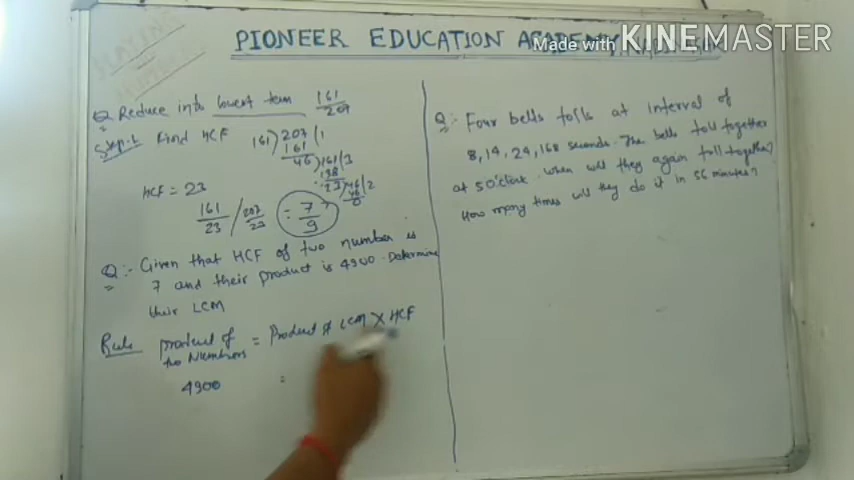 PIONEER EDUCATION ACADEMY
Made with KINEMASTER
Q Reduce into lowest term 161/207
Step-1 Find HCF
161) 207 (1
161
46) 161 (3
138
23) 46 (2
46
0
HCF = 23
161/23 / 207/23 = 7/9
Q:- Given that HCF of two number is
7 and their product is 4900. Determine
their LCM
Rule product of two Numbers = Product of LCM X HCF
4900 =
Q:- Four bells tolls at interval of
8, 14, 24, 168 seconds. The bells toll together
at 5 O'clock. when will they again toll together?
How many times will they do it in 56 minutes?